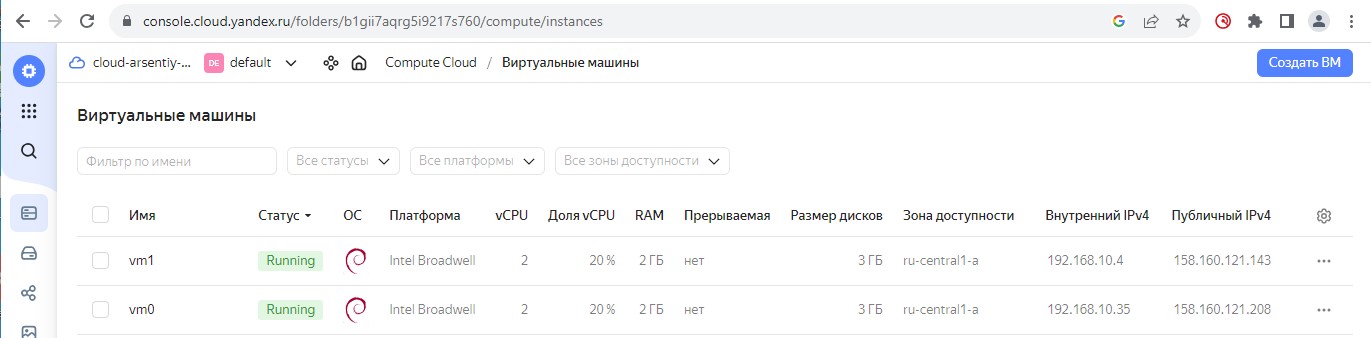 console.cloud.yandex.ru/folders/b1gii7aqrg5i9217s760/compute/instances
cloud-arsentiy-... DE default Compute Cloud / Виртуальные машины Создать ВМ
Виртуальные машины
Фильтр по имени Все статусы Все платформы Все зоны доступности
Имя Статус ОС Платформа vCPU Доля vCPU RAM Прерываемая Размер дисков Зона доступности Внутренний IPv4 Публичный IPv4
vm1 Running Intel Broadwell 2 20 % 2 ГБ нет 3 ГБ ru-central1-a 192.168.10.4 158.160.121.143
vm0 Running Intel Broadwell 2 20 % 2 ГБ нет 3 ГБ ru-central1-a 192.168.10.35 158.160.121.208